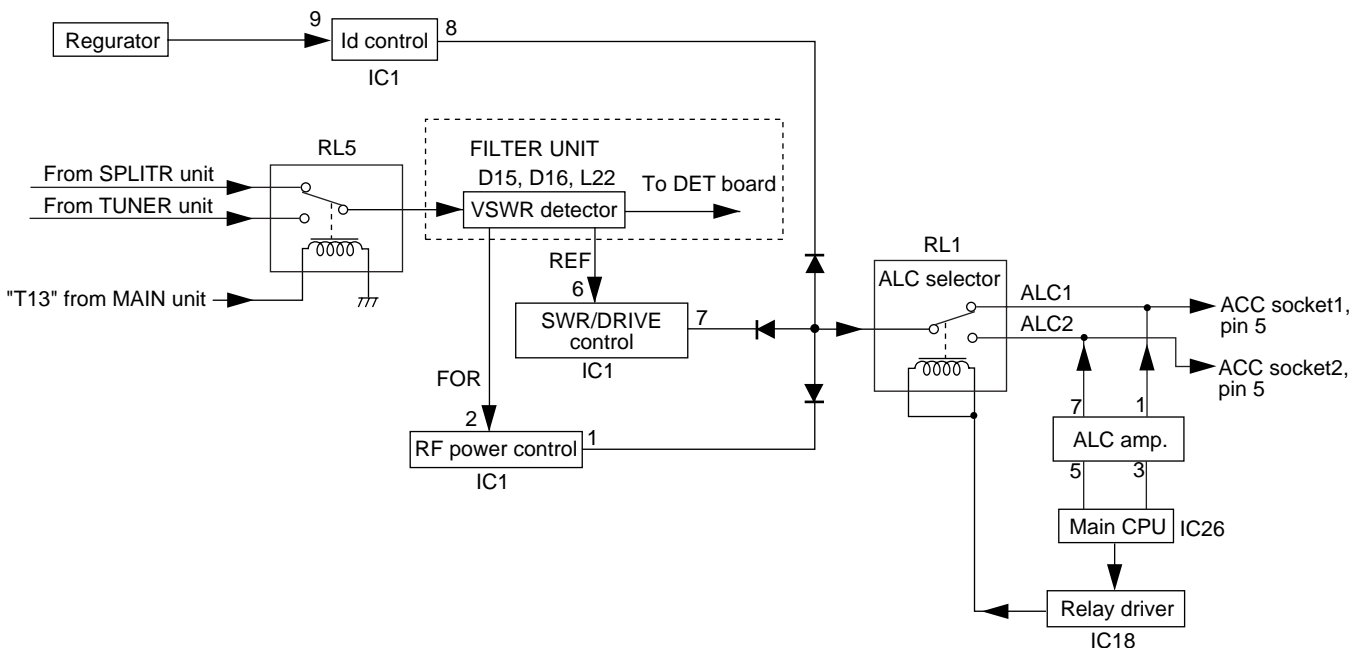 9
8
Regurator
Id control
IC1
RL5
FILTER UNIT
D15, D16, L22
To DET board
From SPLITR unit
From TUNER unit
VSWR detector
"T13" from MAIN unit
REF
6
SWR/DRIVE
control
7
IC1
FOR
2
RF power control
1
IC1
RL1
ALC selector
ALC1
ALC2
ACC socket1,
pin 5
ACC socket2,
pin 5
7
1
ALC amp.
5
3
Main CPU
IC26
Relay driver
IC18